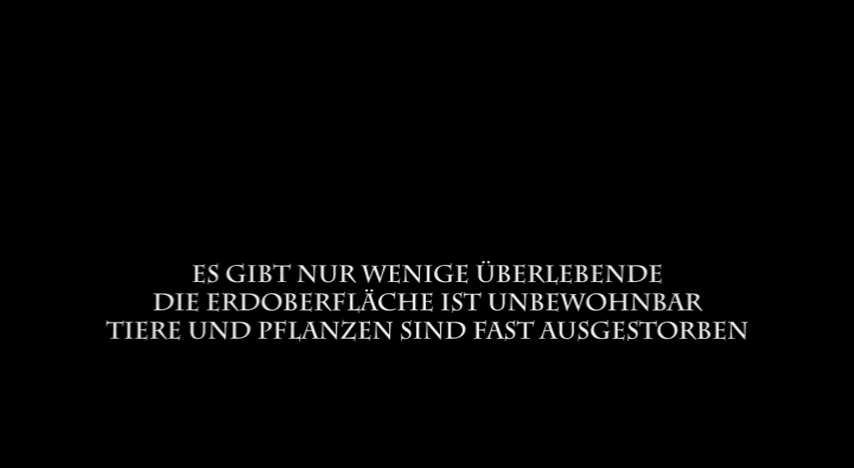 ES GIBT NUR WENIGE ÜBERLEBENDE
DIE ERDOBERFLÄCHE IST UNBEWOHNBAR
TIERE UND PFLANZEN SIND FAST AUSGESTORBEN